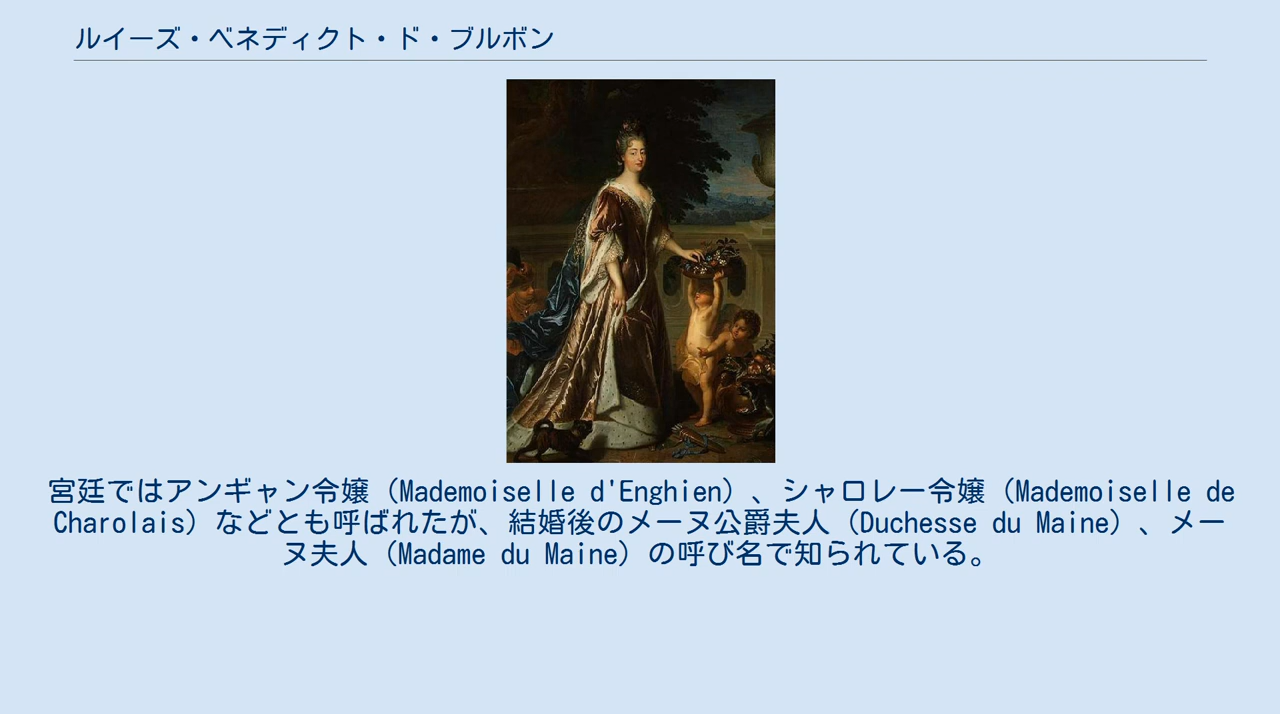 ルイーズ・ベネディクト・ド・ブルボン
宮廷ではアンギャン令嬢（Mademoiselle d'Enghien）、シャロレー令嬢（Mademoiselle de
Charolais）などとも呼ばれたが、結婚後のメーヌ公爵夫人（Duchesse du Maine）、メー
ヌ夫人（Madame du Maine）の呼び名で知られている。